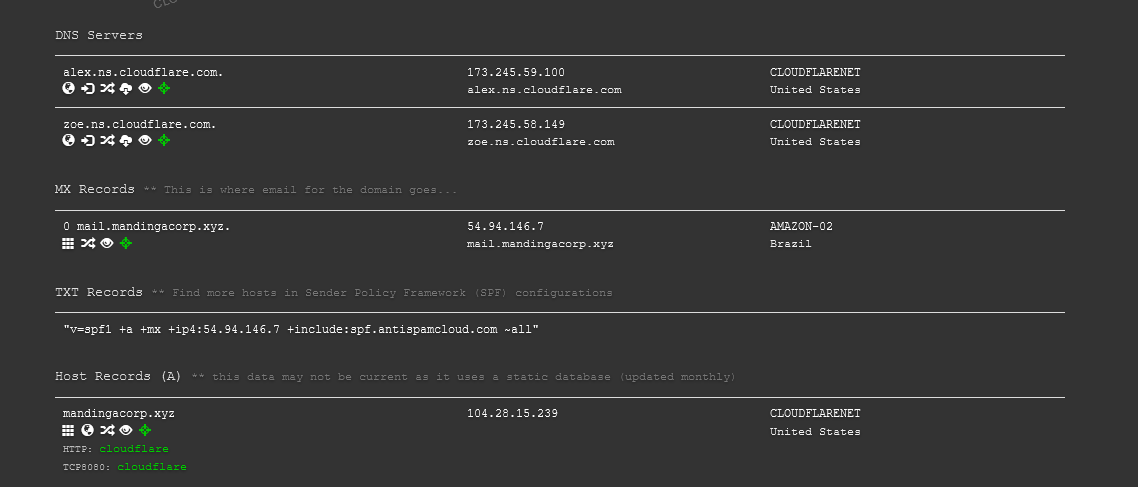 DNS Servers
alex.ns.cloudflare.com. 173.245.59.100 CLOUDFLARENET
alex.ns.cloudflare.com United States
zoe.ns.cloudflare.com. 173.245.58.149 CLOUDFLARENET
zoe.ns.cloudflare.com United States
MX Records ** This is where email for the domain goes...
0 mail.mandingacorp.xyz. 54.94.146.7 AMAZON-02
mail.mandingacorp.xyz Brazil
TXT Records ** Find more hosts in Sender Policy Framework (SPF) configurations
"v=spf1 +a +mx +ip4:54.94.146.7 +include:spf.antispamcloud.com ~all"
Host Records (A) ** this data may not be current as it uses a static database (updated monthly)
mandingacorp.xyz 104.28.15.239 CLOUDFLARENET
United States
HTTP: cloudflare
TCP8080: cloudflare